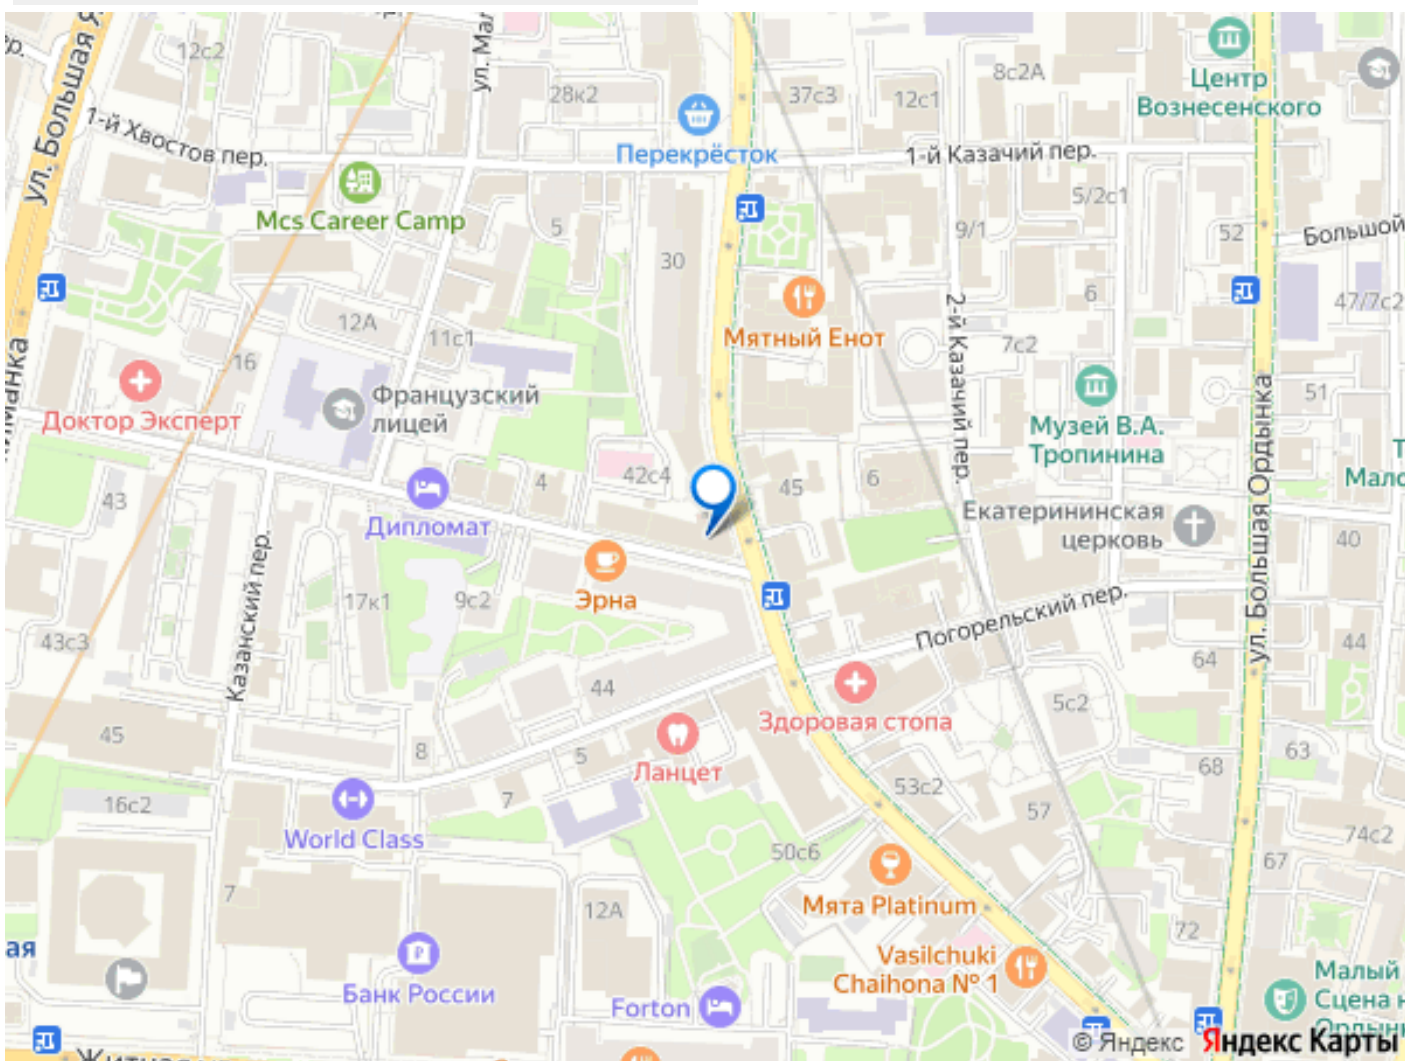 12с2
ул. Большая Я
1-й Хвостов пер.
ул. Мал
28к2
Перекрёсток
37с3
12с1
8с2А
Центр
Вознесенского
1-й Казачий пер.
Mcs Career Camp
5
30
9/1
5/2с1
52
Большой
6
47/7с2
12А
11с1
16
Мятный Енот
2-й Казачий пер.
7с2
Доктор Эксперт
Французский
лицей
Музей В.А.
Тропинина
51
ул. Большая Ордынка
43
4
42с4
45
6
Мало
Дипломат
Екатерининская
церковь
40
Казанский пер.
17к1
9с2
Эрна
43с3
Погорельский пер.
64
44
44
Здоровая стопа
5с2
45
8
5
Ланцет
63
68
16с2
7
53с2
57
World Class
50с6
74с2
67
7
12А
Мята Platinum
72
ая
Банк России
Vasilchuki
Chaihona № 1
Малый
Сцена н
Forton
© Яндекс
Яндекс Карты